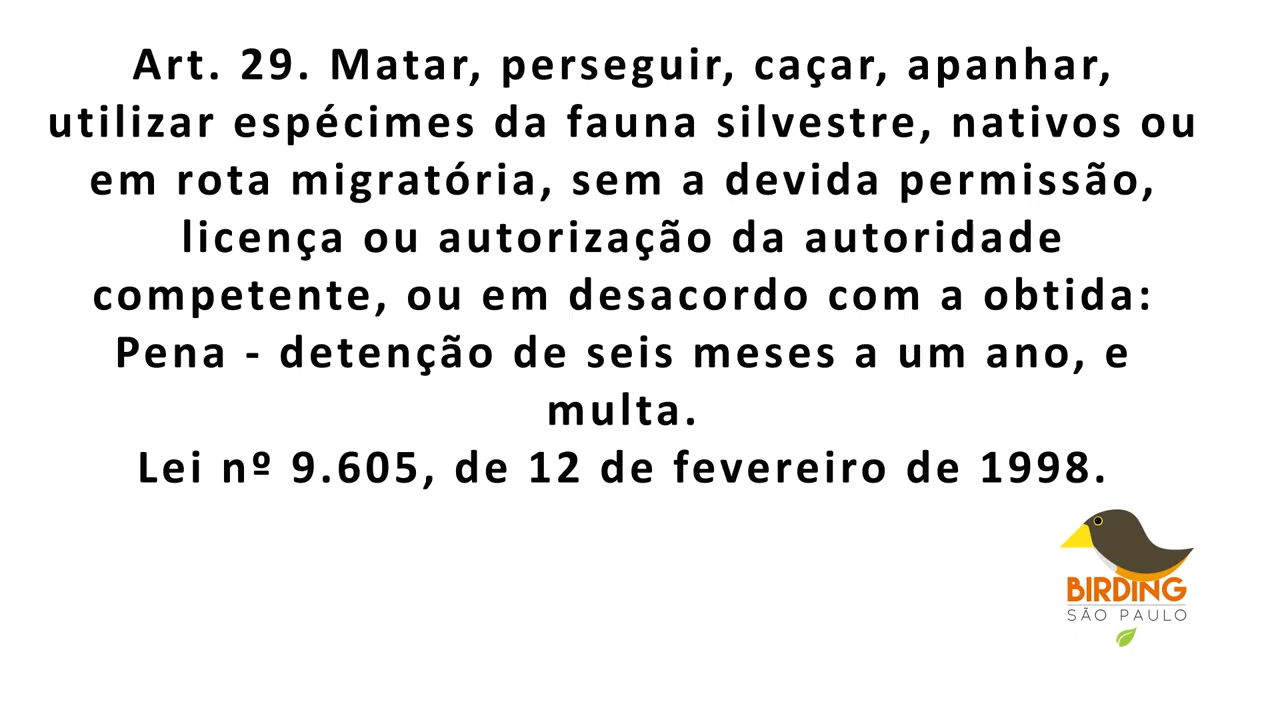 Art. 29. Matar, perseguir, caçar, apanhar,
utilizar espécimes da fauna silvestre, nativos ou
em rota migratória, sem a devida permissão,
licença ou autorização da autoridade
competente, ou em desacordo com a obtida:
Pena - detenção de seis meses a um ano, e
multa.
Lei nº 9.605, de 12 de fevereiro de 1998.
BIRDING
SÃO PAULO